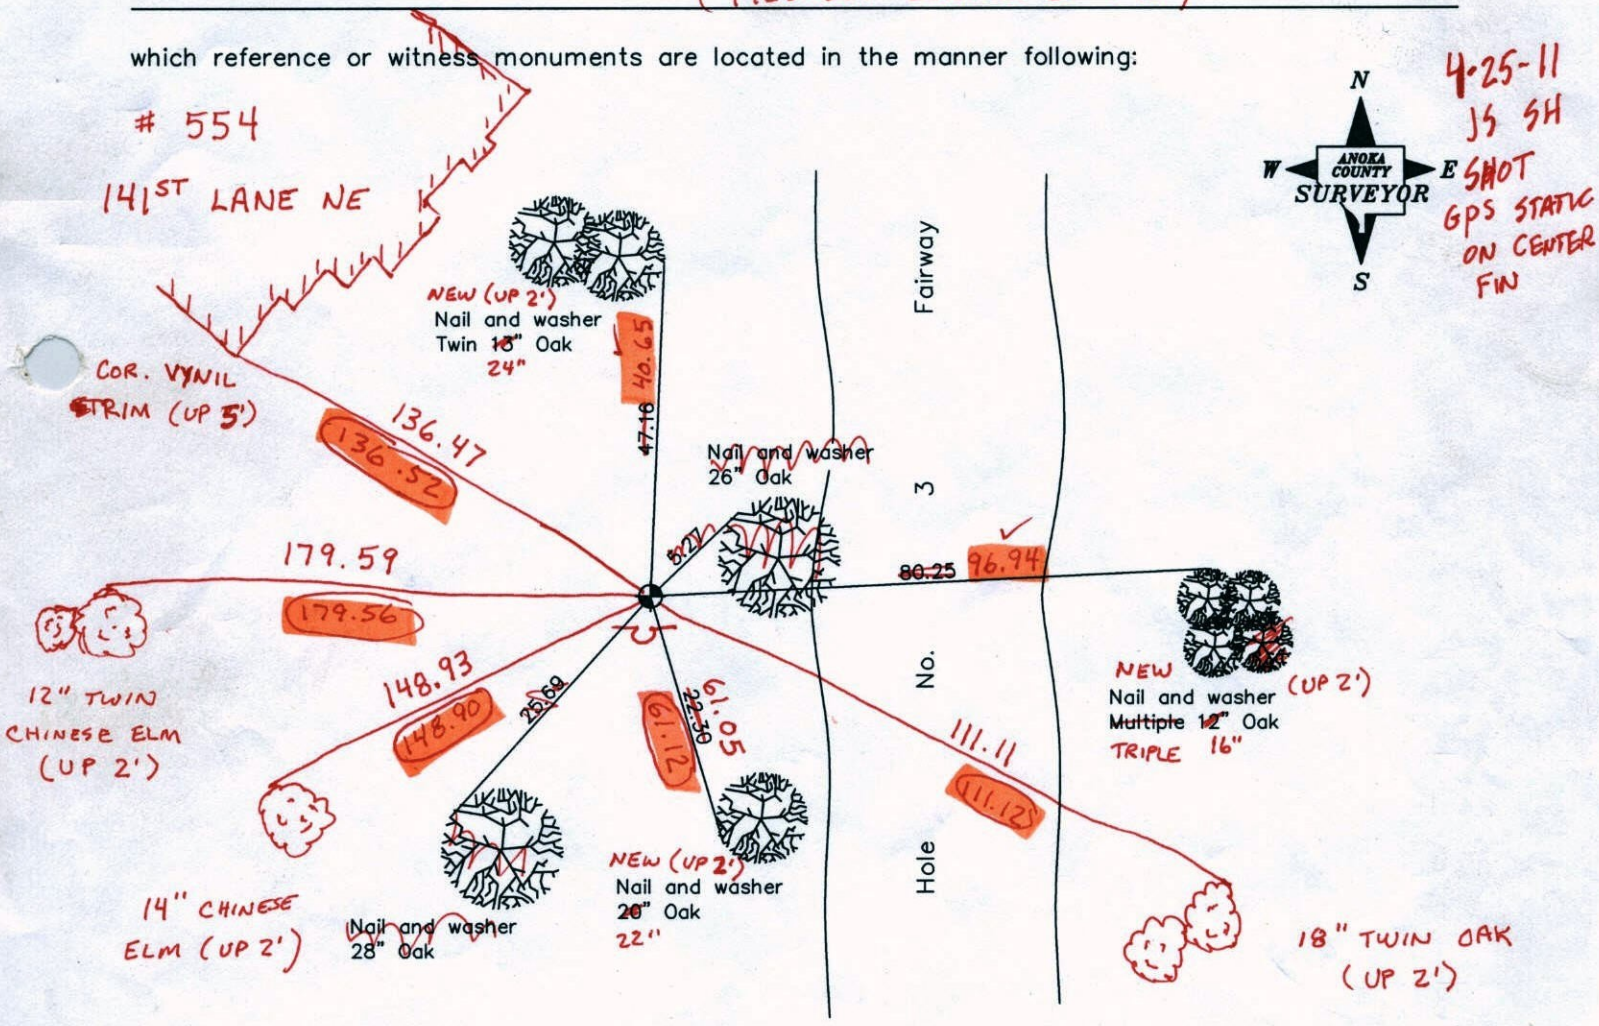 which reference or witness monuments are located in the manner following:
# 554
141ST LANE NE
4-25-11
JS SH
SHOT
GPS STATIC
ON CENTER
FIN
N
W
E
S
ANOKA
COUNTY
SURVEYOR
NEW (UP 2')
Nail and washer
Twin 13" Oak
24"
40.65
47.16
COR. VYNIL
TRIM (UP 5')
136.47
136.52
Nail and washer
26" Oak
5.27
Fairway
3
No.
Hole
80.25
96.94
179.59
179.56
12" TWIN
CHINESE ELM
(UP 2')
148.93
148.90
25.69
61.12
22.30
61.05
111.11
111.125
NEW
Nail and washer (UP 2')
Multiple 12" Oak
TRIPLE 16"
14" CHINESE
ELM (UP 2')
Nail and washer
28" Oak
NEW (UP 2')
Nail and washer
20" Oak
22"
18" TWIN OAK
(UP 2')